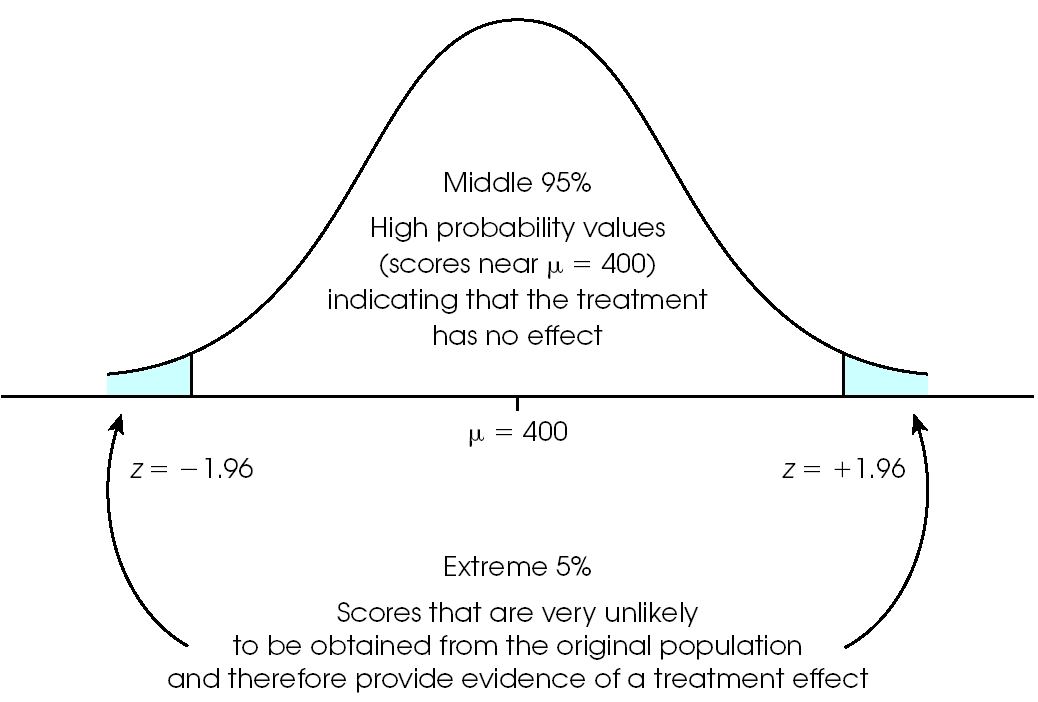 Middle 95%
High probability values
(scores near μ = 400)
indicating that the treatment
has no effect
μ = 400
z = −1.96
z = +1.96
Extreme 5%
Scores that are very unlikely
to be obtained from the original population
and therefore provide evidence of a treatment effect